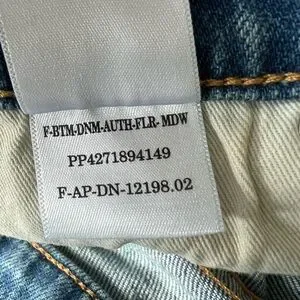 F-BTM-DNM-AUTH-FLR- MDW
PP4271894149
F-AP-DN-12198.02